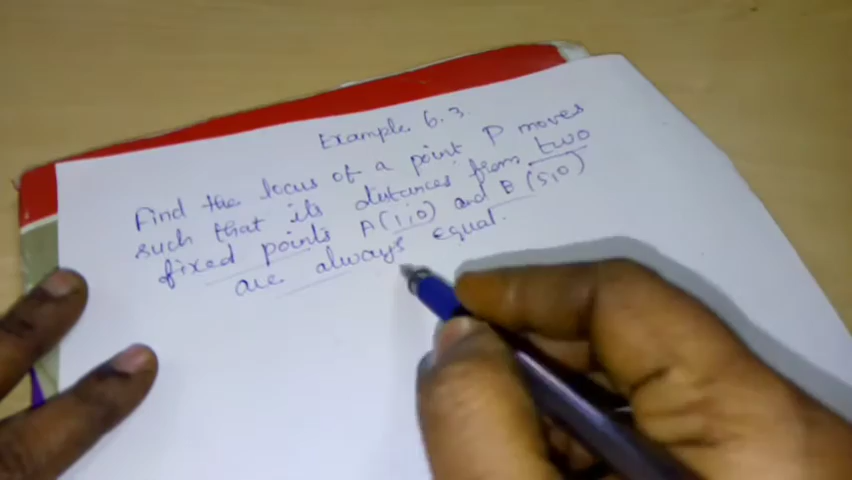 Example 6.3.
Find the locus of a point P moves
such that its distances from two
fixed points A(1,0) and B(5,0)
are always equal.